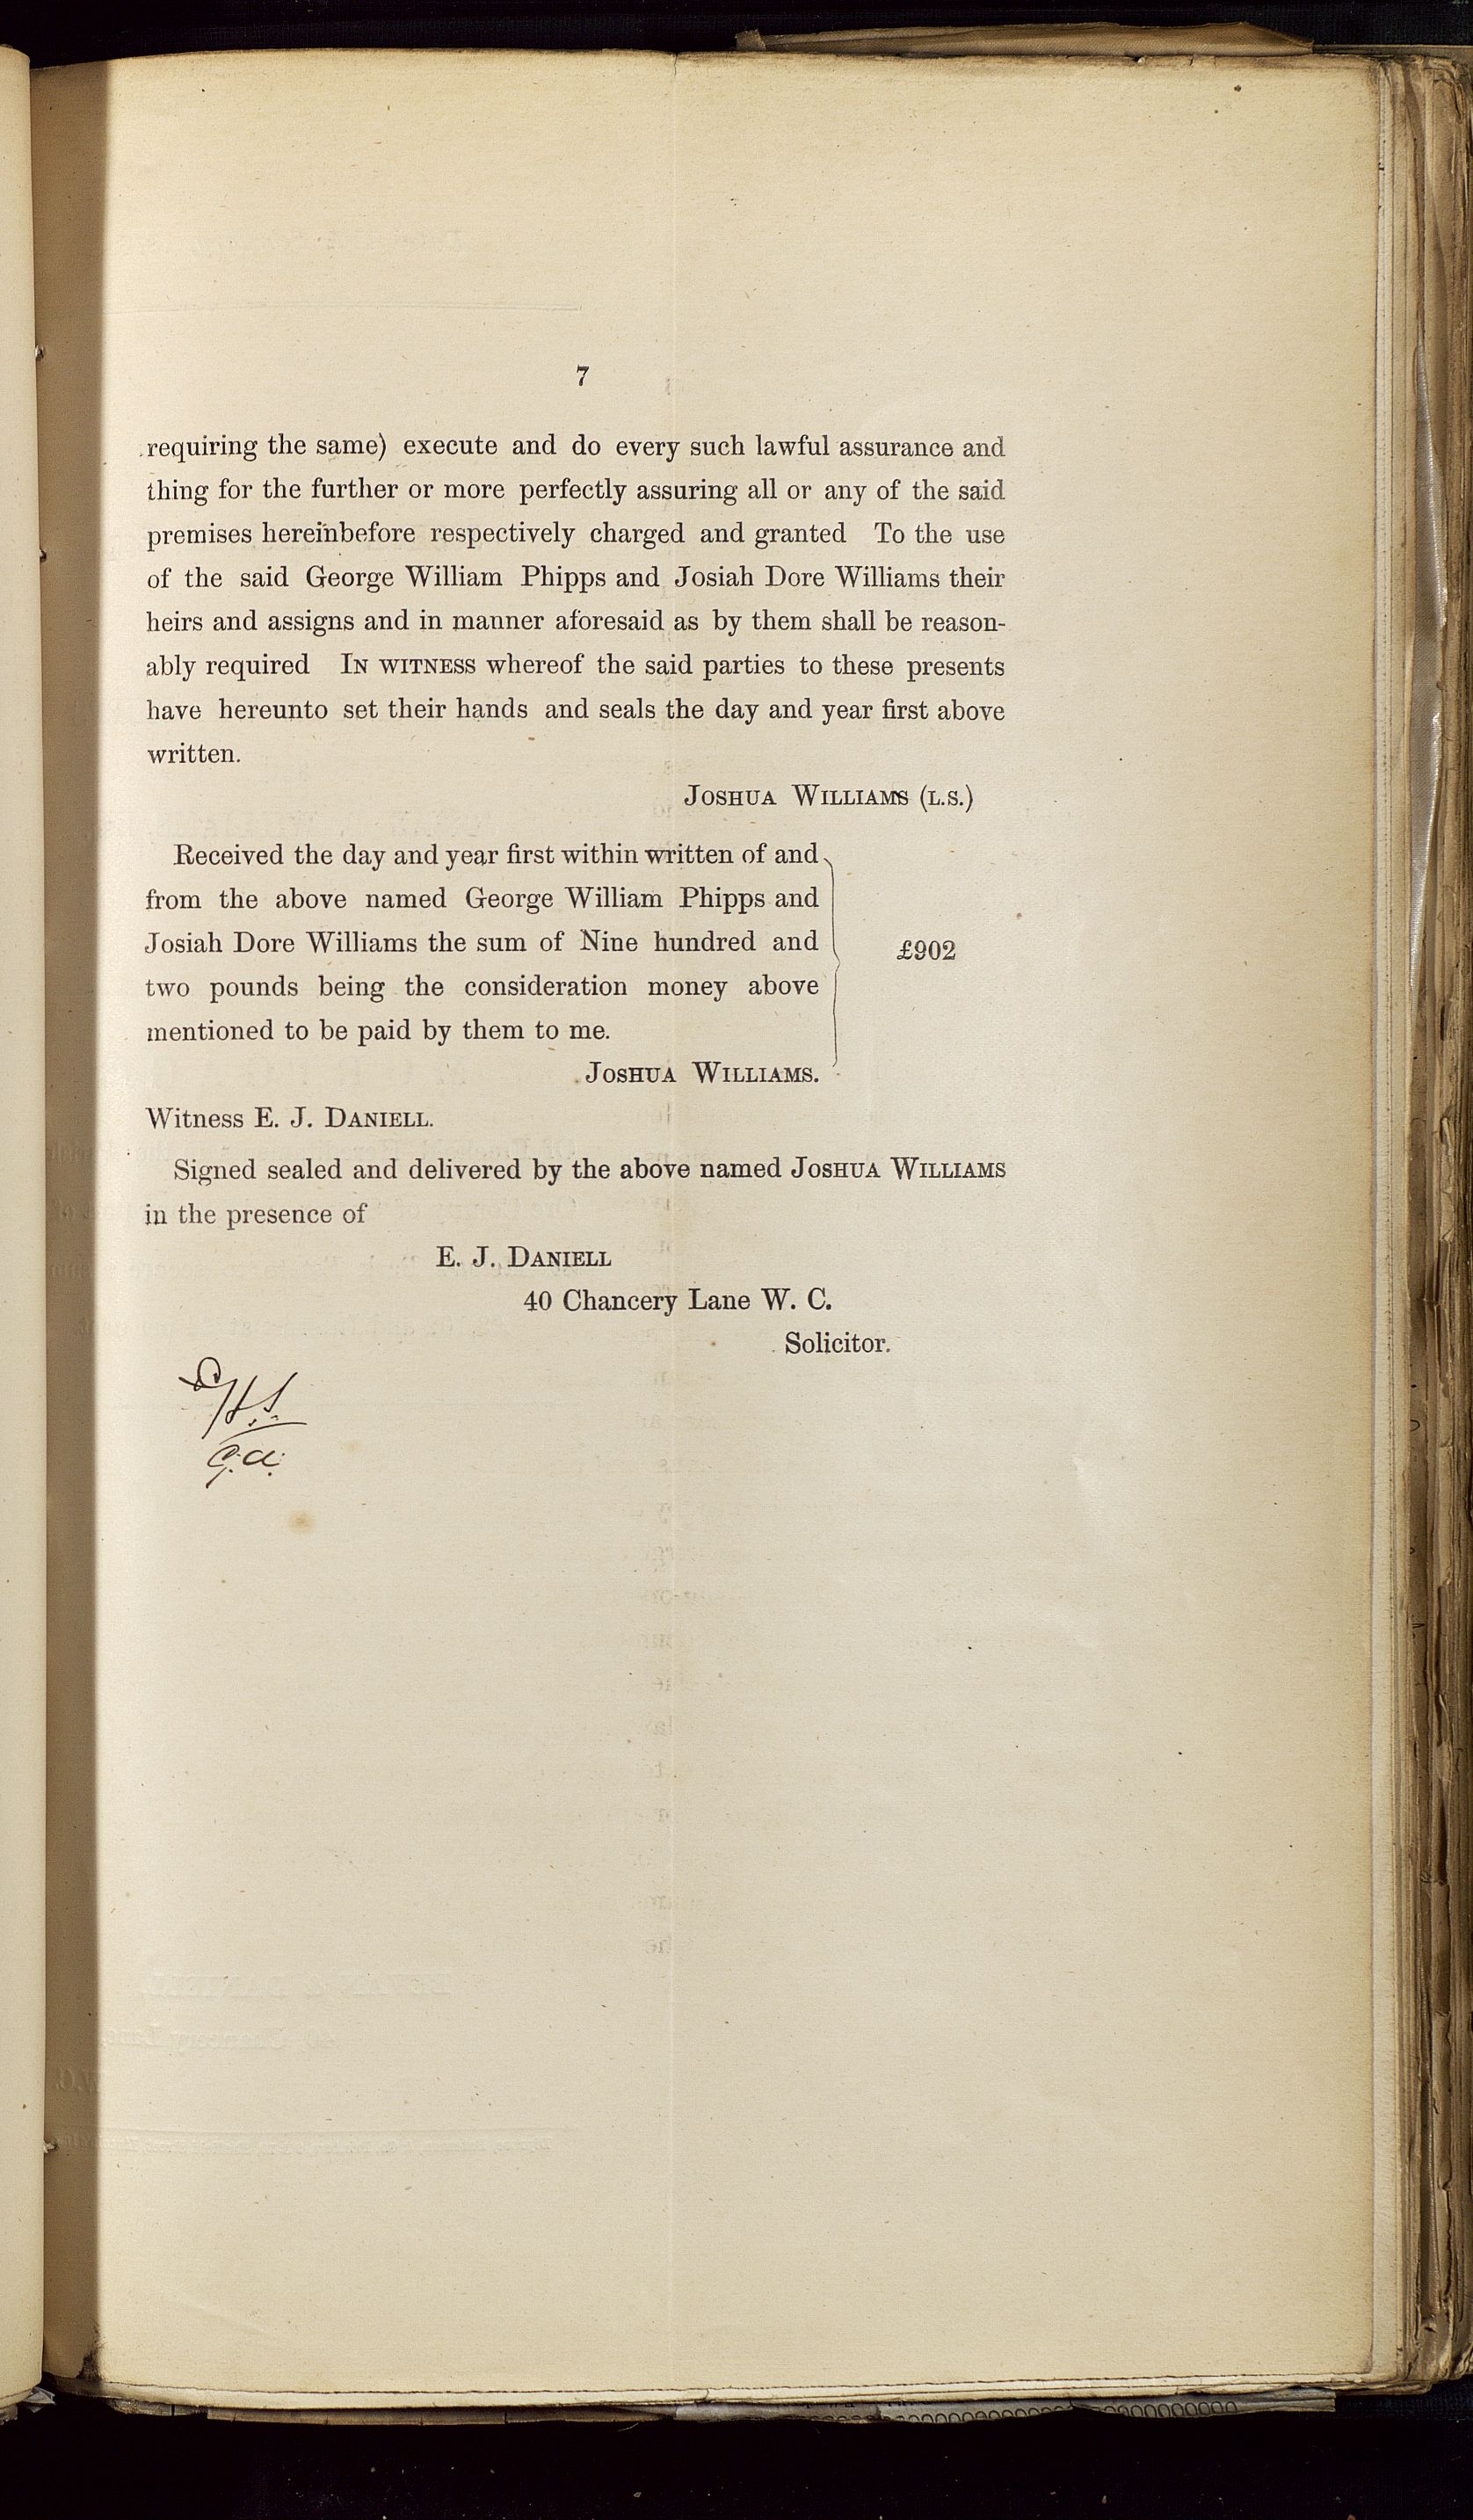 7
requiring the same) execute and do every such lawful assurance and
thing for the further or more perfectly assuring all or any of the said
premises hereinbefore respectively charged and granted To the use
of the said George William Phipps and Josiah Dore Williams their
heirs and assigns and in manner aforesaid as by them shall be reason-
ably required IN WITNESS whereof the said parties to these presents
have hereunto set their hands and seals the day and year first above
written.
JOSHUA WILLIAMS (L.S.)
Received the day and year first within written of and
from the above named George William Phipps and
Josiah Dore Williams the sum of Nine hundred and
two pounds being the consideration money above
mentioned to be paid by them to me.
£902
JOSHUA WILLIAMS.
Witness E. J. DANIELL.
Signed sealed and delivered by the above named JOSHUA WILLIAMS
in the presence of
E. J. DANIELL
40 Chancery Lane W. C.
Solicitor.